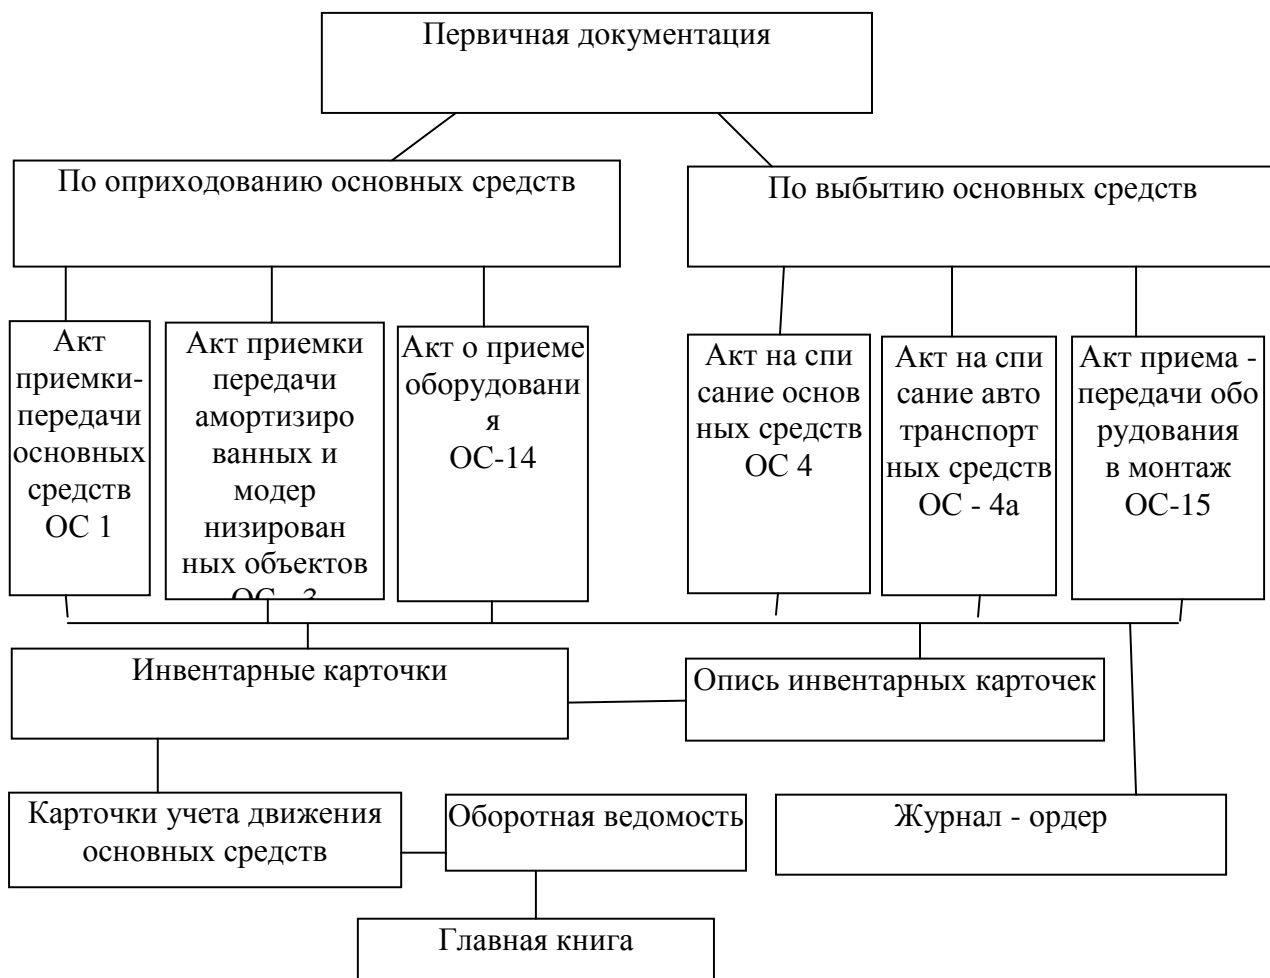 Первичная документация
По оприходованию основных средств
По выбытию основных средств
Акт
приемки-
передачи
основных
средств
ОС 1
Акт приемки
передачи
амортизиро
ванных и
модер
низирован
ных объектов
ОС - 3
Акт о приеме
оборудовани
я
ОС-14
Акт на спи
сание основ
ных средств
ОС 4
Акт на спи
сание авто
транспорт
ных средств
ОС - 4а
Акт приема -
передачи обо
рудования
в монтаж
ОС-15
Инвентарные карточки
Опись инвентарных карточек
Карточки учета движения
основных средств
Оборотная ведомость
Журнал - ордер
Главная книга